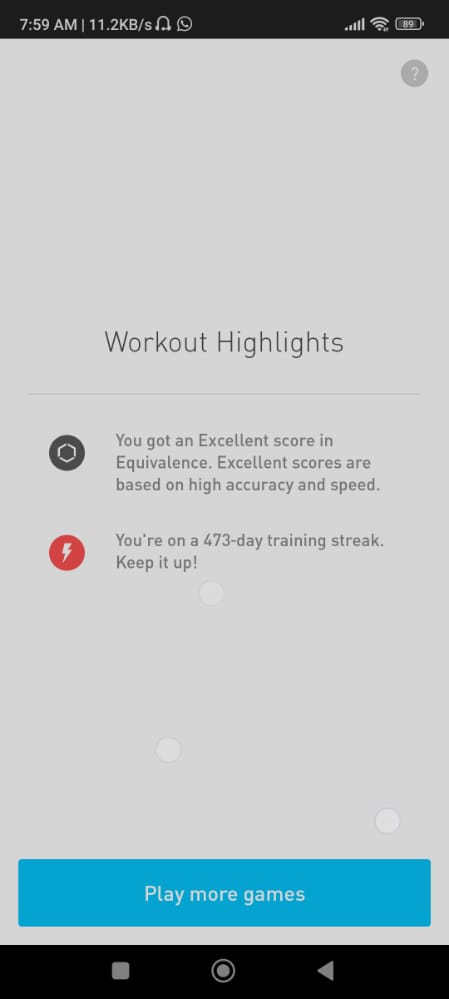 7:59 AM | 11.2KB/s
89
?
Workout Highlights
You got an Excellent score in
Equivalence. Excellent scores are
based on high accuracy and speed.
You're on a 473-day training streak.
Keep it up!
Play more games